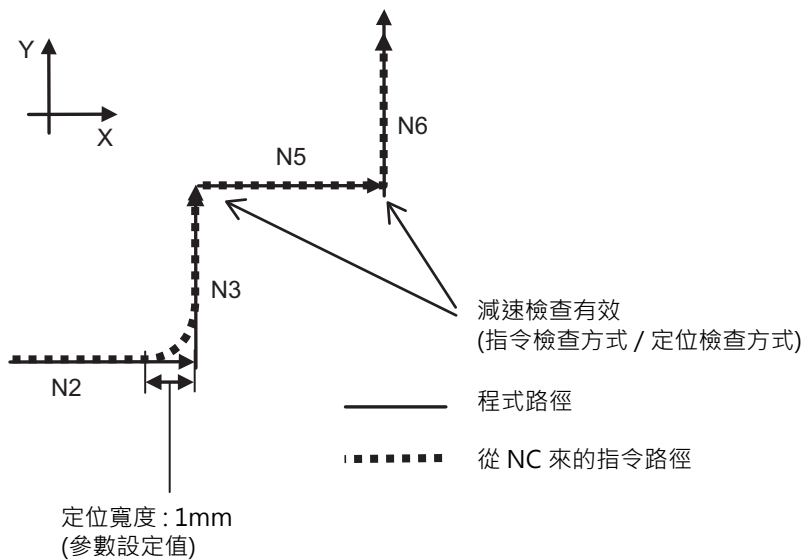 Y
X
N6
N5
N3
N2
減速檢查有效
(指令檢查方式 / 定位檢查方式)
程式路徑
從 NC 來的指令路徑
定位寬度 : 1mm
(參數設定值)